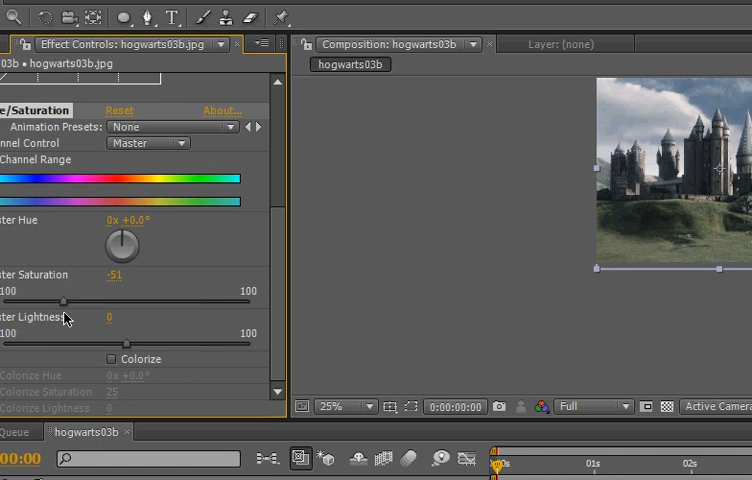 Effect Controls: hogwarts03b.jpg
Composition: hogwarts03b
Layer: (none)
03b • hogwarts03b.jpg
hogwarts03b
e/Saturation Reset About...
Animation Presets: None
nnel Control Master
Channel Range
ster Hue 0x +0.0°
ster Saturation -51
100 100
ster Lightness 0
100 100
Colorize
Colorize Hue 0x +0.0°
Colorize Saturation 25
Colorize Lightness 0
25% 0:00:00:00 Full Active Camera
Queue hogwarts03b
00:00
0s 01s 02s